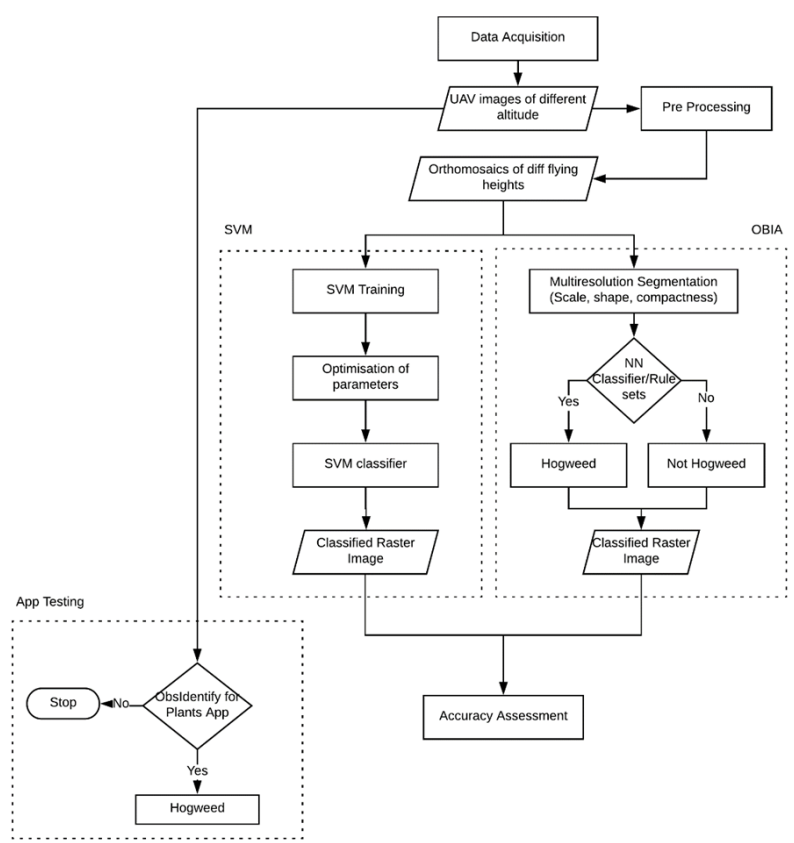 Data Acquisition
UAV images of different
altitude
Pre Processing
Orthomosaics of diff flying
heights
SVM
OBIA
SVM Training
Multiresolution Segmentation
(Scale, shape, compactness)
Optimisation of
parameters
NN
Classifier/Rule
sets
Yes
No
SVM classifier
Hogweed
Not Hogweed
Classified Raster
Image
Classified Raster
Image
App Testing
ObsIdentify for
Plants App
No
Stop
Yes
Hogweed
Accuracy Assessment